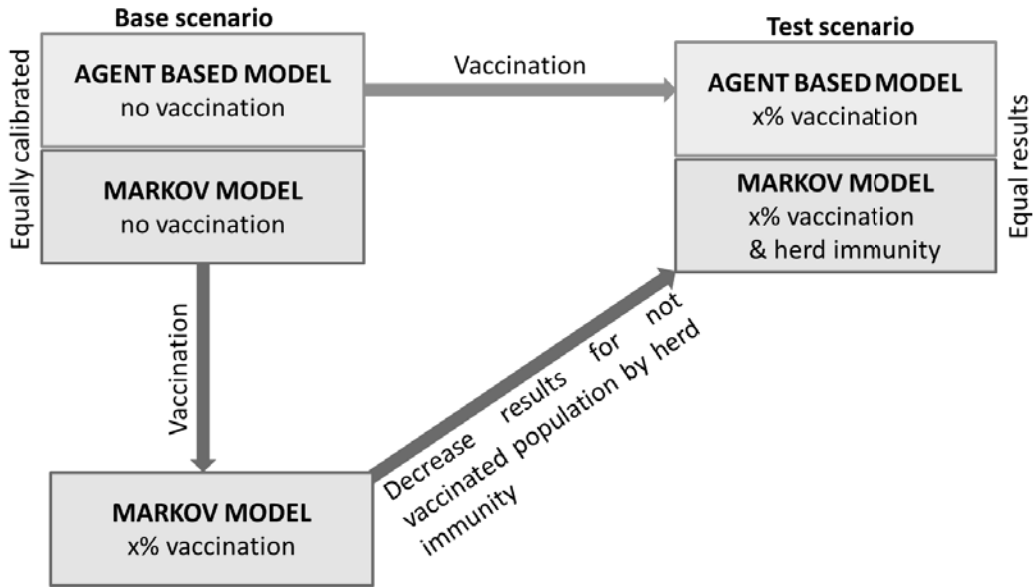 Base scenario
Test scenario
Equally calibrated
AGENT BASED MODEL
no vaccination
MARKOV MODEL
no vaccination
Vaccination
AGENT BASED MODEL
x% vaccination
MARKOV MODEL
x% vaccination
& herd immunity
Equal results
Vaccination
MARKOV MODEL
x% vaccination
Decrease results for not
vaccinated population by herd
immunity